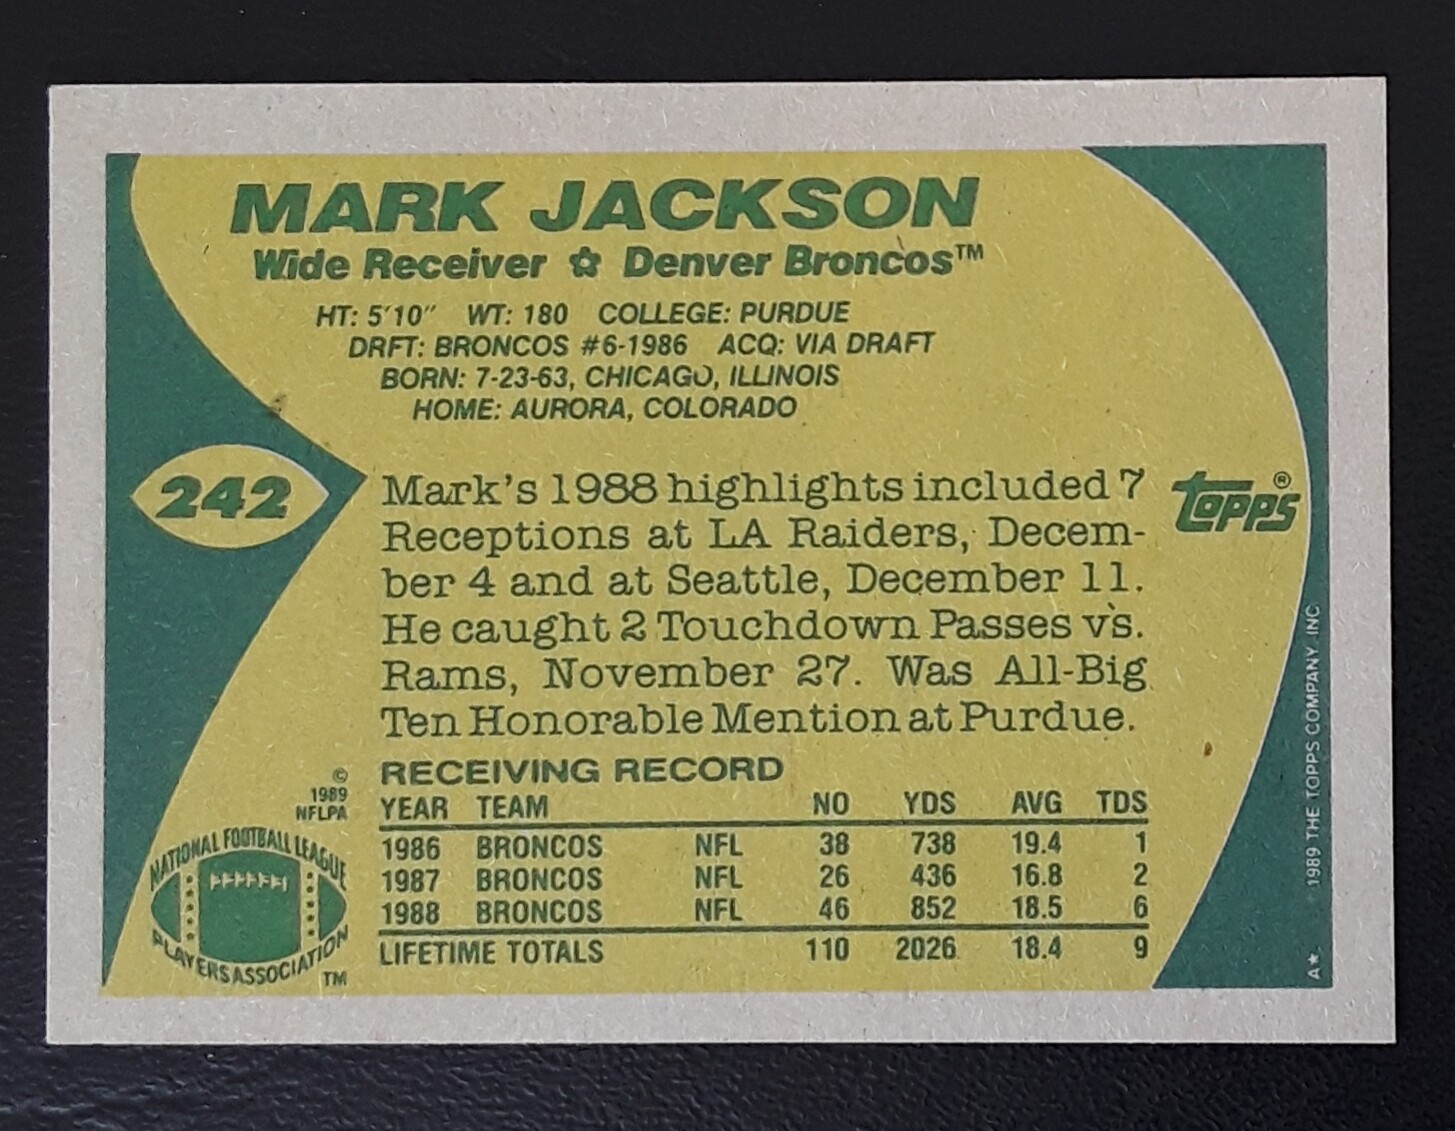 MARK JACKSON
Wide Receiver ☆ Denver Broncos™
HT: 5'10" WT: 180 COLLEGE: PURDUE
DRFT: BRONCOS #6-1986 ACQ: VIA DRAFT
BORN: 7-23-63, CHICAGO, ILLINOIS
HOME: AURORA, COLORADO
242
Mark's 1988 highlights included 7
Receptions at LA Raiders, Decem-
ber 4 and at Seattle, December 11.
He caught 2 Touchdown Passes vs.
Rams, November 27. Was All-Big
Ten Honorable Mention at Purdue.
TOPPS®
RECEIVING RECORD
YEAR TEAM NO YDS AVG TDS
1986 BRONCOS NFL 38 738 19.4 1
1987 BRONCOS NFL 26 436 16.8 2
1988 BRONCOS NFL 46 852 18.5 6
LIFETIME TOTALS 110 2026 18.4 9
©
1989
NFLPA
NATIONAL FOOTBALL LEAGUE
PLAYERS ASSOCIATION
™
A★ 1989 THE TOPPS COMPANY, INC